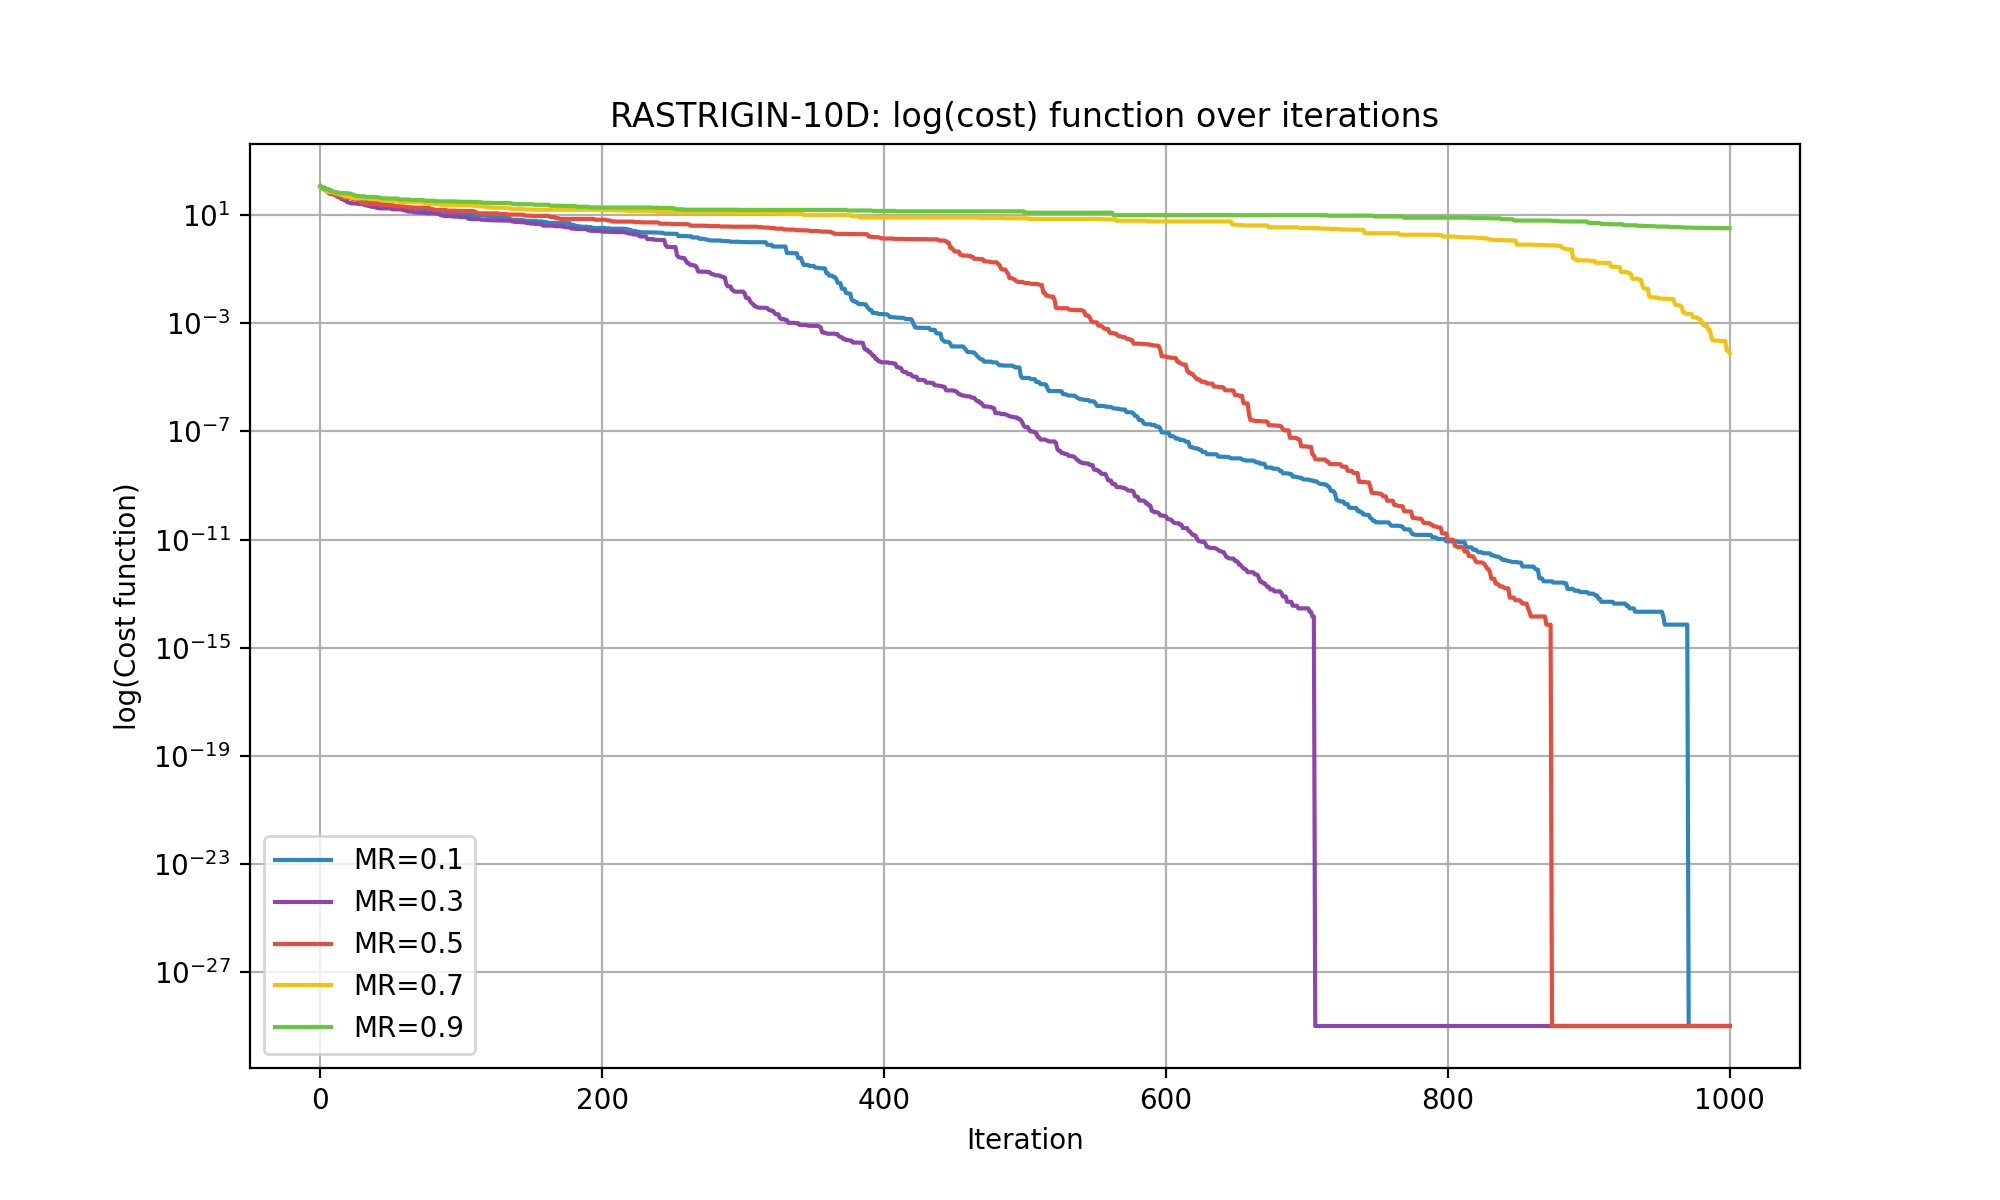 RASTRIGIN-10D: log(cost) function over iterations
log(Cost function)
10¹
10⁻³
10⁻⁷
10⁻¹¹
10⁻¹⁵
10⁻¹⁹
10⁻²³
10⁻²⁷
MR=0.1
MR=0.3
MR=0.5
MR=0.7
MR=0.9
0 200 400 600 800 1000
Iteration